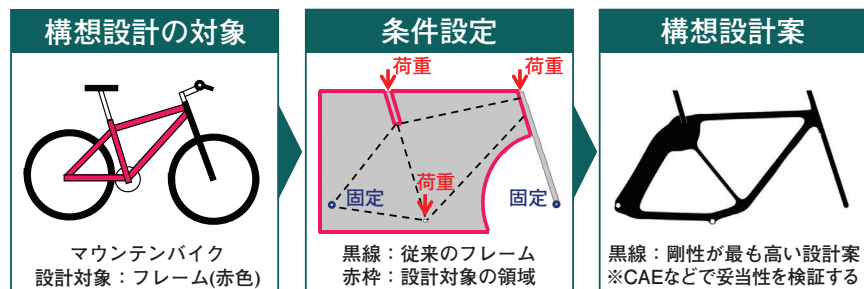 構想設計の対象
マウンテンバイク
設計対象：フレーム(赤色)
条件設定
荷重
荷重
荷重
固定
固定
黒線：従来のフレーム
赤枠：設計対象の領域
構想設計案
黒線：剛性が最も高い設計案
※CAEなどで妥当性を検証する